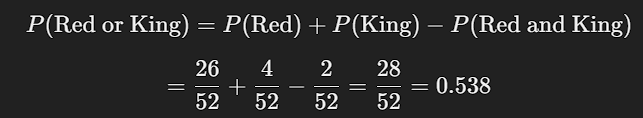 P(Red or King) = P(Red) + P(King) − P(Red and King)
= 26/52 + 4/52 − 2/52 = 28/52 = 0.538